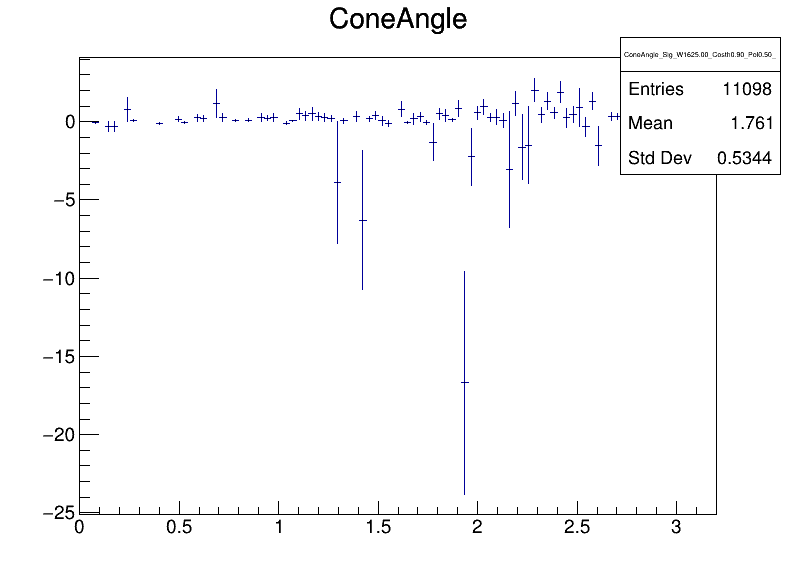 ConeAngle
ConeAngle_Sig_W1625.00_Costh0.90_Pol0.50_
Entries 11098
Mean 1.761
Std Dev 0.5344
0
−5
−10
−15
−20
−25
0 0.5 1 1.5 2 2.5 3